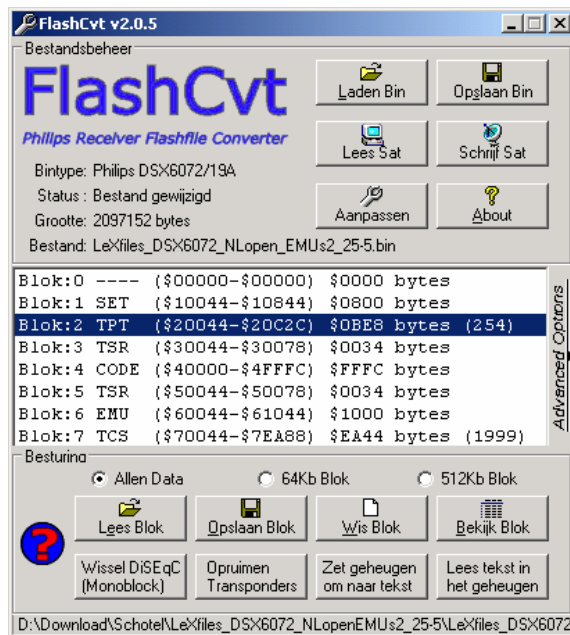 FlashCvt v2.0.5
Bestandsbeheer
FlashCvt
Philips Receiver Flashfile Converter
Laden Bin
Opslaan Bin
Lees Sat
Schrijf Sat
Bintype: Philips DSX6072/19A
Status : Bestand gewijzigd
Grootte: 2097152 bytes
Aanpassen
About
Bestand: LeXfiles_DSX6072_NLopen_EMUs2_25-5.bin
Blok:0 ---- ($00000-$00000) $0000 bytes
Blok:1 SET ($10044-$10844) $0800 bytes
Blok:2 TPT ($20044-$20C2C) $0BE8 bytes (254)
Blok:3 TSR ($30044-$30078) $0034 bytes
Blok:4 CODE ($40000-$4FFFC) $FFFC bytes
Blok:5 TSR ($50044-$50078) $0034 bytes
Blok:6 EMU ($60044-$61044) $1000 bytes
Blok:7 TCS ($70044-$7EA88) $EA44 bytes (1999)
Advanced Options
Besturing
Allen Data
64Kb Blok
512Kb Blok
Lees Blok
Opslaan Blok
Wis Blok
Bekijk Blok
Wissel DiSEqC
(Monoblock)
Opruimen
Transponders
Zet geheugen
om naar tekst
Lees tekst in
het geheugen
D:\Download\Schotel\LeXfiles_DSX6072_NLopenEMUs2_25-5\LeXfiles_DSX6072